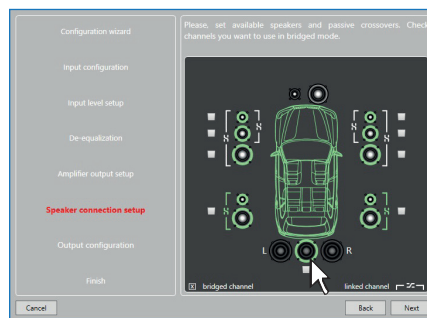 Configuration wizard
Input configuration
Input level setup
De-equalization
Amplifier output setup
Speaker connection setup
Output configuration
Finish
Please, set available speakers and passive crossovers. Check
channels you want to use in bridged mode.
L R
X bridged channel linked channel
Cancel Back Next